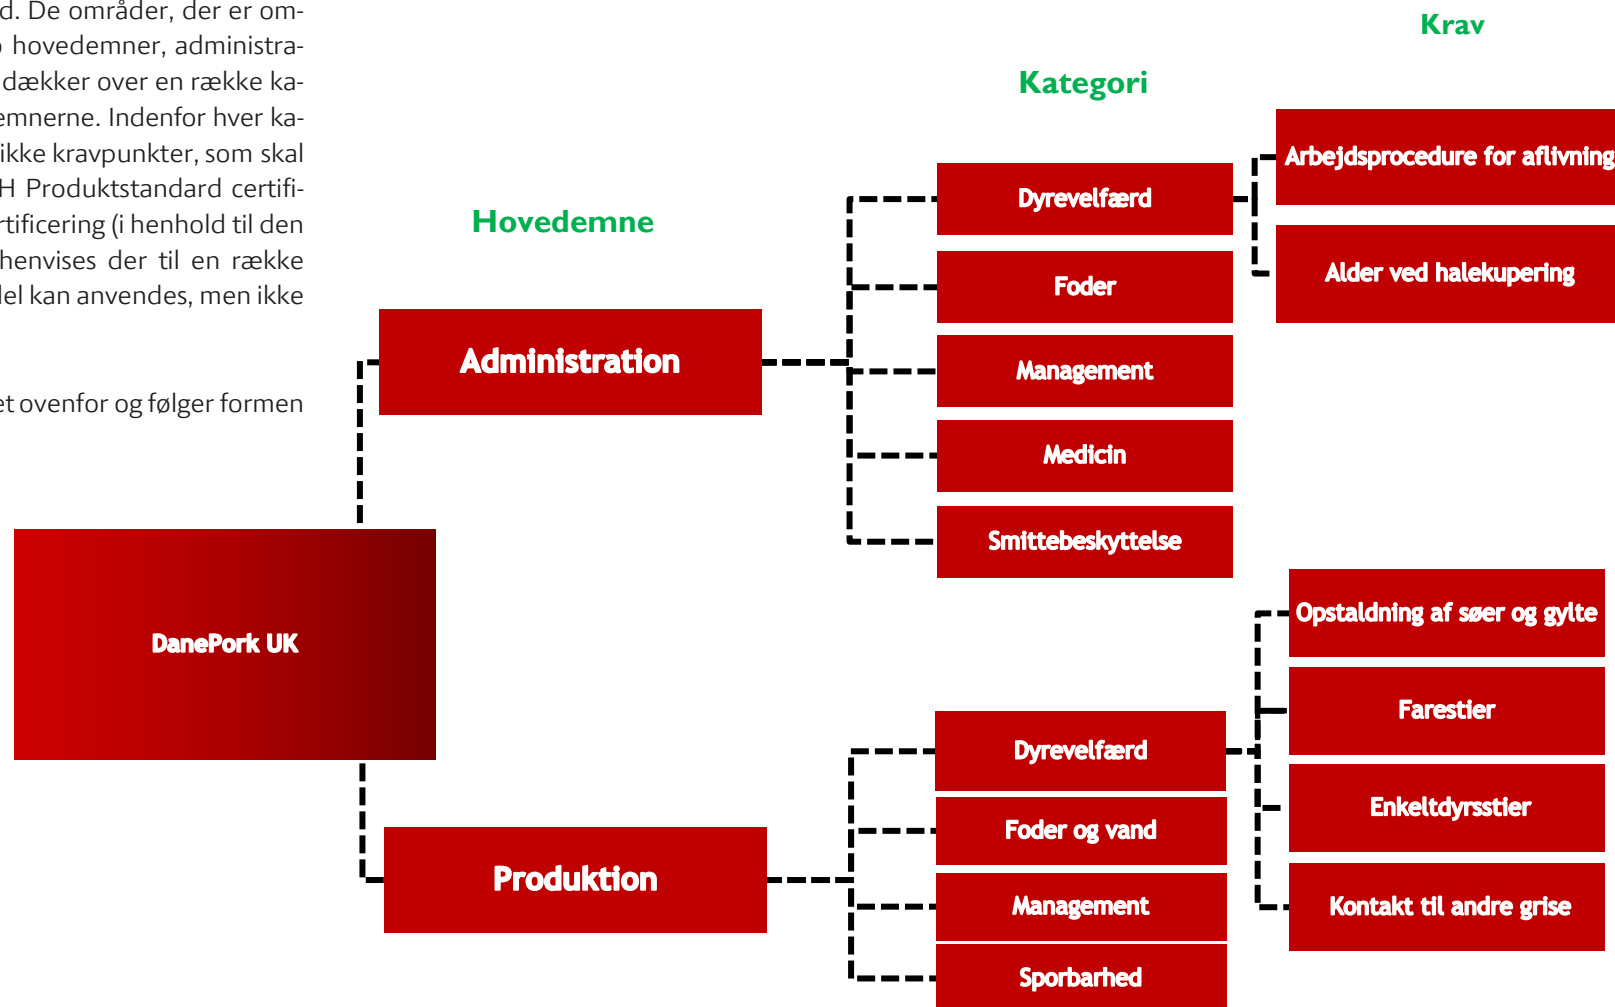 d. De områder, der er om-
hovedemner, administra-
dækker over en række ka-
emnerne. Indenfor hver ka-
ikke kravpunkter, som skal
H Produktstandard certifi-
rtificering (i henhold til den
henvises der til en række
del kan anvendes, men ikke
et ovenfor og følger formen
Hovedemne
Kategori
Krav
DanePork UK
Administration
Dyrevelfærd
Arbejdsprocedure for aflivning
Alder ved halekupering
Foder
Management
Medicin
Smittebeskyttelse
Produktion
Dyrevelfærd
Opstaldning af søer og gylte
Farestier
Enkeltdyrsstier
Kontakt til andre grise
Foder og vand
Management
Sporbarhed